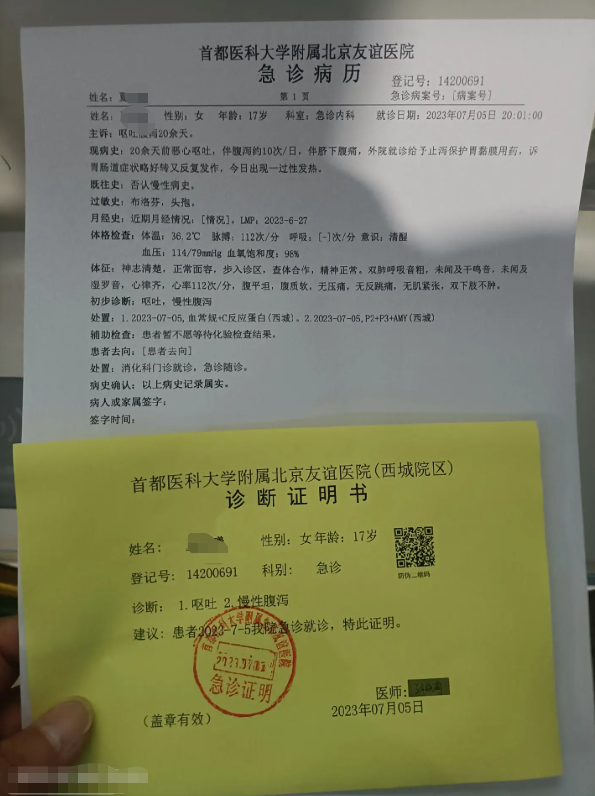 首都医科大学附属北京友谊医院
急诊病历
登记号: 14200691
姓名:
第 1 页
急诊病案号: [病案号]
性别: 女 年龄: 17岁 科室: 急诊内科 就诊日期: 2023年07月05日 20:01:00
主诉: 呕吐腹泻20余天。
现病史: 20余天前恶心呕吐, 伴腹泻约10次/日, 伴脐下腹痛, 外院就诊给予止泻保护胃黏膜用药, 诉
胃肠道症状略好转又反复发作, 今日出现一过性发热。
既往史: 否认慢性病史。
过敏史: 布洛芬, 头孢。
月经史: 近期月经情况: [情况]。LMP: 2023-6-27
体格检查: 体温: 36.2℃ 脉搏: 112次/分 呼吸: [-]次/分 意识: 清醒
血压: 114/79mmHg 血氧饱和度: 98%
体征: 神志清楚, 正常面容, 步入诊区, 查体合作, 精神正常。双肺呼吸音粗, 未闻及干鸣音, 未闻及
湿罗音, 心律齐, 心率112次/分, 腹平坦, 腹质软, 无压痛, 无反跳痛, 无肌紧张, 双下肢不肿。
初步诊断: 呕吐, 慢性腹泻
处置: 1.2023-07-05,血常规+C反应蛋白(西城)。2.2023-07-05,P2+P3+AMY(西城)
辅助检查: 患者暂不愿等待化验检查结果。
患者去向: [患者去向]
处置: 消化科门诊就诊, 急诊随诊。
病史确认: 以上病史记录属实。
病人或家属签字:
签字时间:
首都医科大学附属北京友谊医院(西城院区)
诊断证明书
姓名: 性别: 女 年龄: 17岁
登记号: 14200691 科别: 急诊
防伪二维码
诊断: 1.呕吐 2.慢性腹泻
建议: 患者2023-7-5我院急诊就诊, 特此证明。
首都医科大学附属北京友谊医院
2023.07.05
急诊证明
医师:
(盖章有效)
2023年07月05日